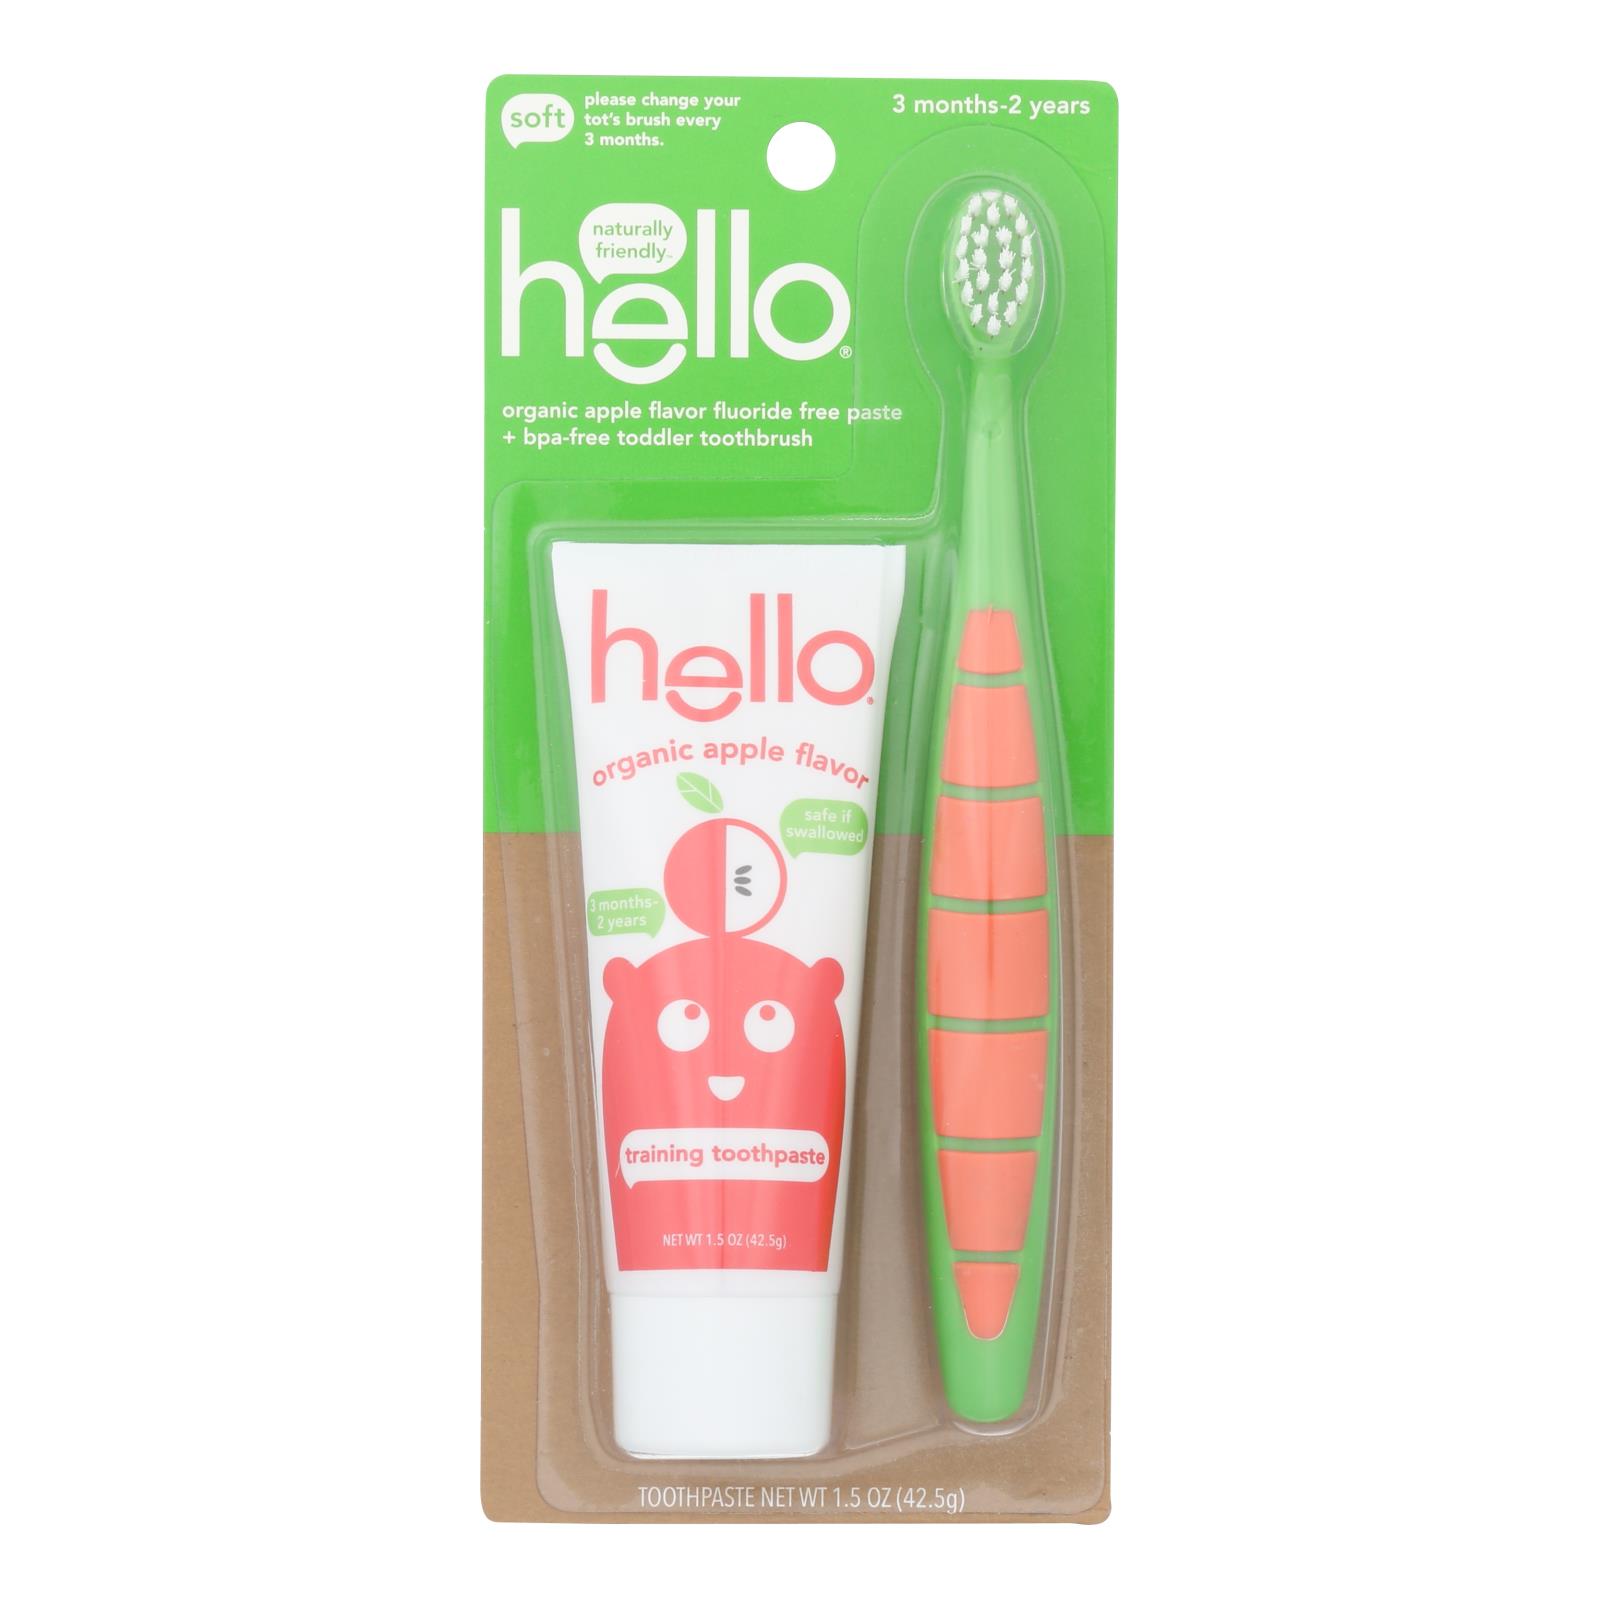 soft
please change your
tot's brush every
3 months.
3 months-2 years
naturally
friendly™
hello®
organic apple flavor fluoride free paste
+ bpa-free toddler toothbrush
hello®
organic apple flavor
safe if
swallowed
3 months-
2 years
training toothpaste
NET WT 1.5 OZ (42.5g)
TOOTHPASTE NET WT 1.5 OZ (42.5g)